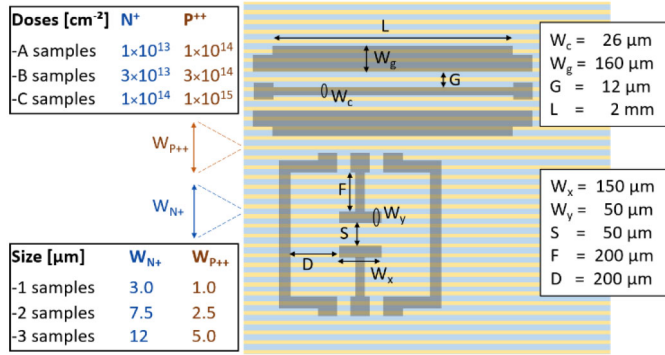 Doses [cm⁻²] N⁺ P⁺⁺
-A samples 1×10¹³ 1×10¹⁴
-B samples 3×10¹³ 3×10¹⁴
-C samples 1×10¹⁴ 1×10¹⁵
L
W_g
G
W_c
W_c = 26 µm
W_g = 160 µm
G = 12 µm
L = 2 mm
W_P++
W_N+
F
W_y
S
D
W_x
W_x = 150 µm
W_y = 50 µm
S = 50 µm
F = 200 µm
D = 200 µm
Size [µm] W_N+ W_P++
-1 samples 3.0 1.0
-2 samples 7.5 2.5
-3 samples 12 5.0